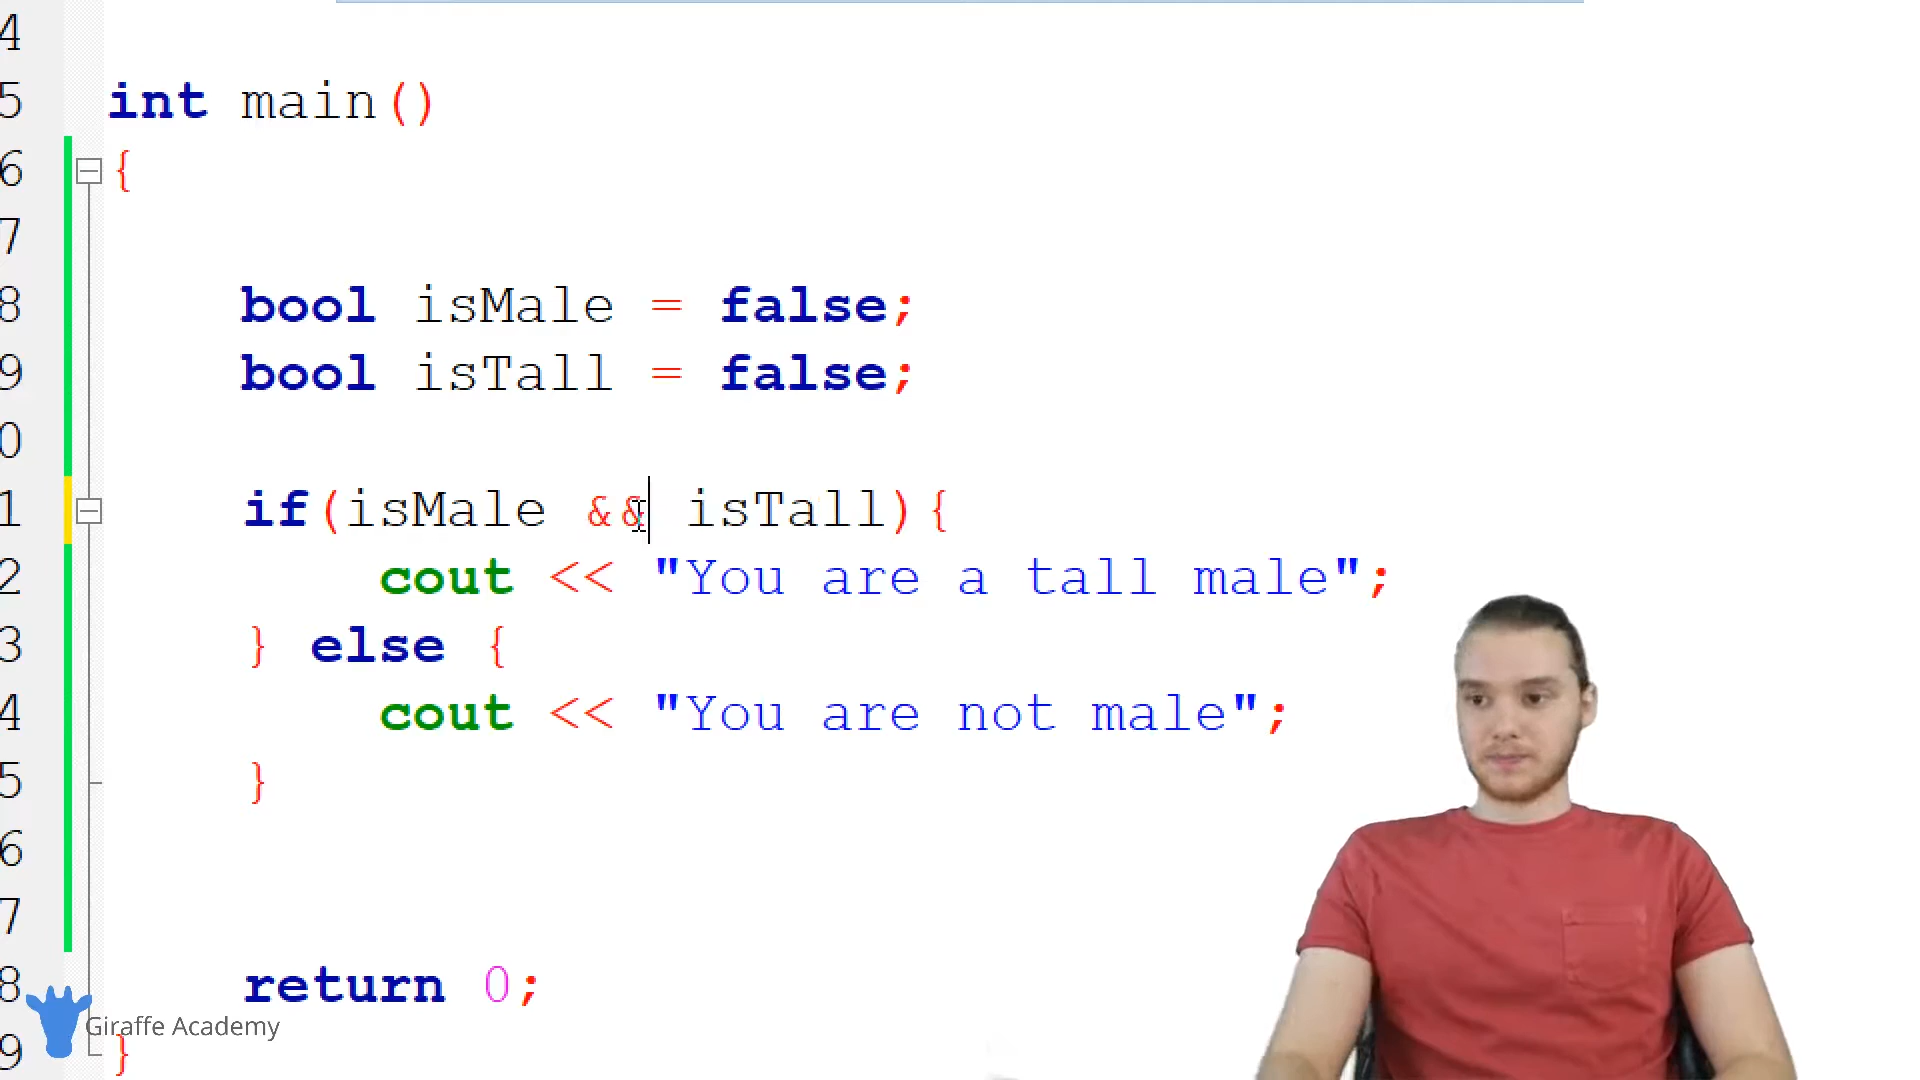 4
5 int main()
6 {
7
8 bool isMale = false;
9 bool isTall = false;
0
1 if(isMale && isTall){
2 cout << "You are a tall male";
3 } else {
4 cout << "You are not male";
5 }
6
7
8 return 0;
Giraffe Academy
9 }